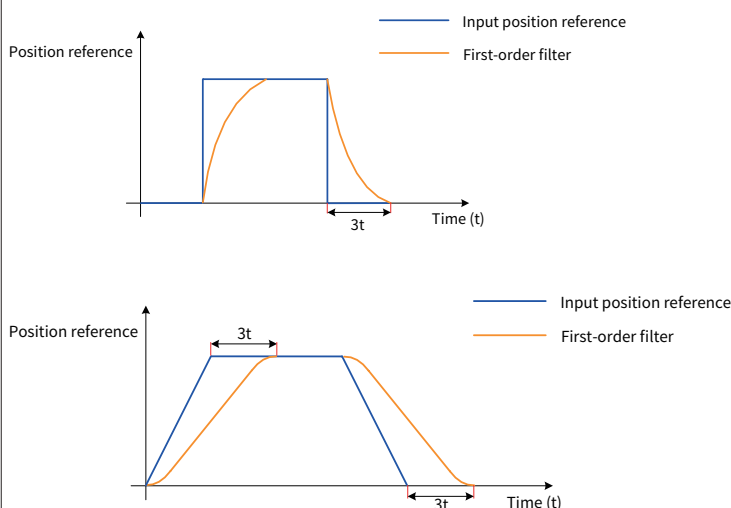 Input position reference
Position reference
First-order filter
Time (t)
3t
Input position reference
Position reference
3t
First-order filter
3t
Time (t)